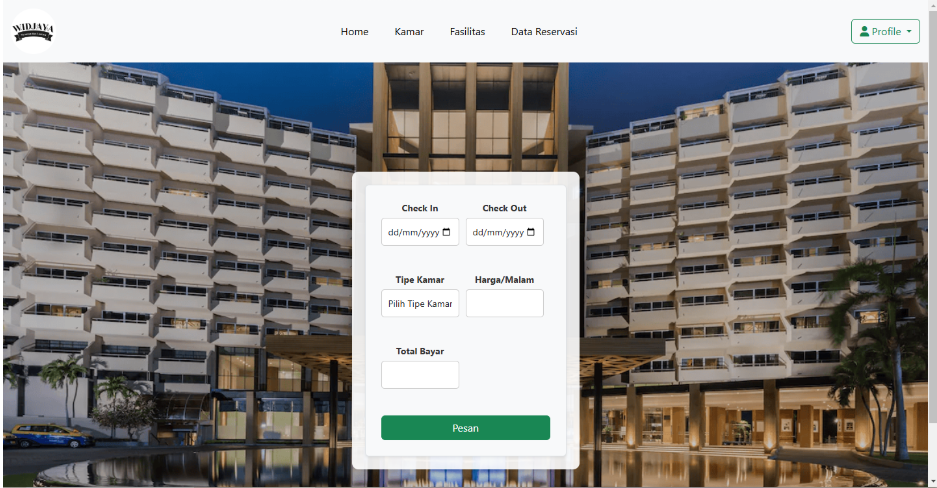 WIDJAYA
Home Kamar Fasilitas Data Reservasi Profile
Check In Check Out
dd/mm/yyyy dd/mm/yyyy
Tipe Kamar Harga/Malam
Pilih Tipe Kamar
Total Bayar
Pesan